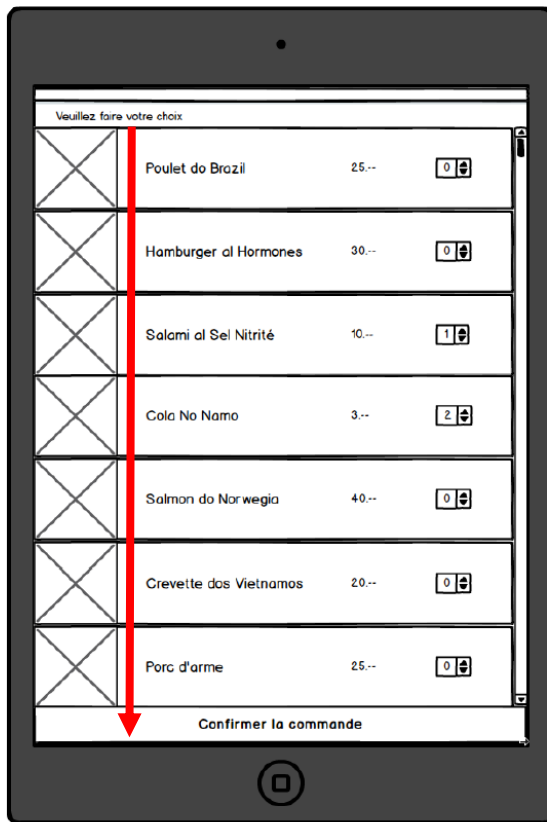 Veuillez faire votre choix
Poulet do Brazil 25.-- 0
Hamburger al Hormones 30.-- 0
Salami al Sel Nitrité 10.-- 1
Cola No Namo 3.-- 2
Salmon do Norwegia 40.-- 0
Crevette dos Vietnamos 20.-- 0
Porc d'arme 25.-- 0
Confirmer la commande